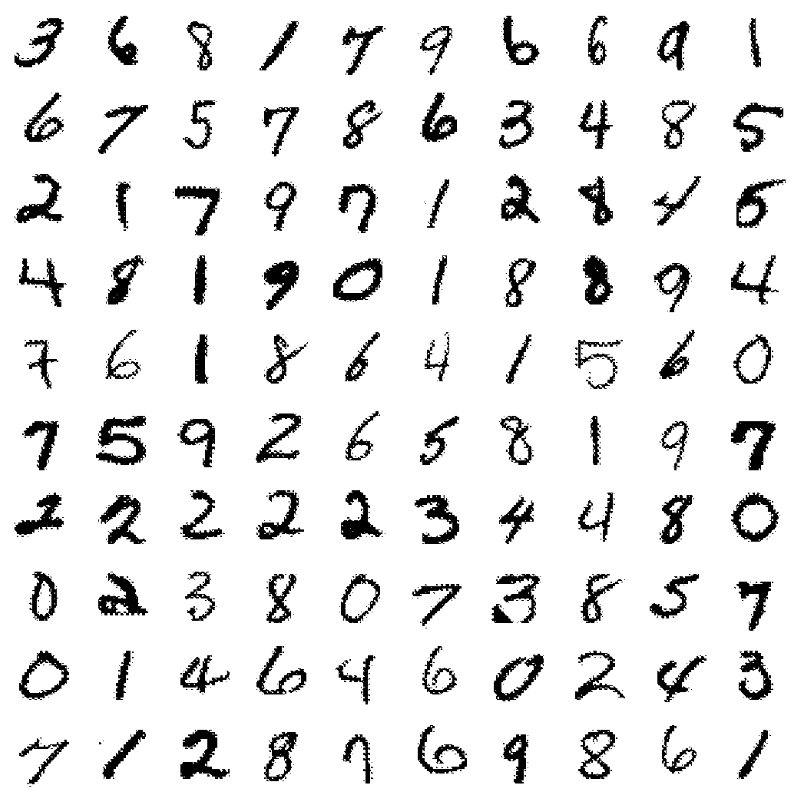 3 6 8 1 7 9 6 6 9 1
6 7 5 7 8 6 3 4 8 5
2 1 7 9 7 1 2 8 4 5
4 8 1 9 0 1 8 8 9 4
7 6 1 8 6 4 1 5 6 0
7 5 9 2 6 5 8 1 9 7
2 2 2 2 2 3 4 4 8 0
0 2 3 8 0 7 3 8 5 7
0 1 4 6 4 6 0 2 4 3
7 1 2 8 7 6 9 8 6 1